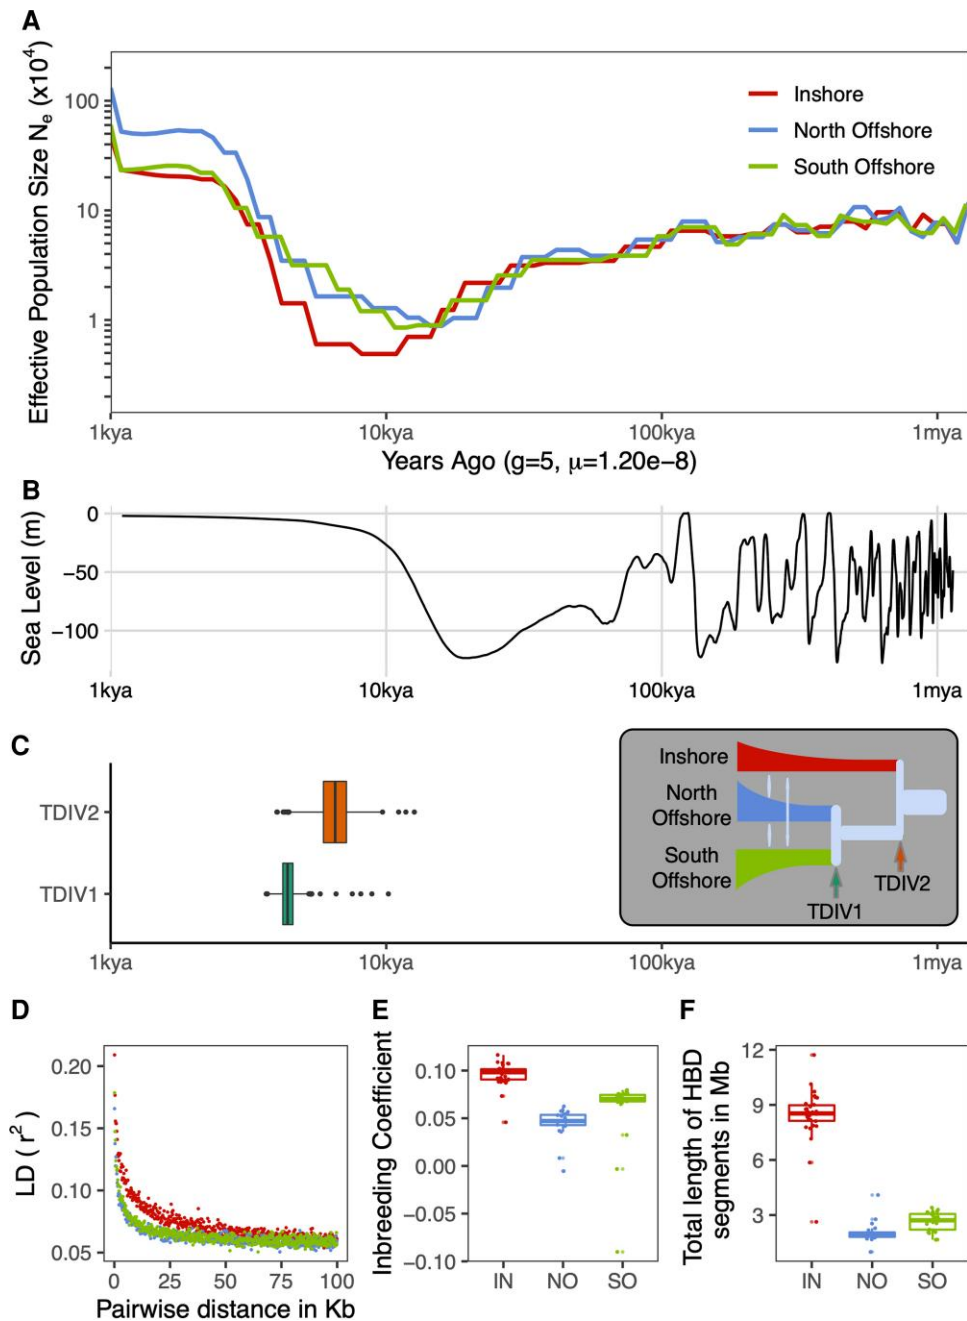 A
Effective Population Size Ne (x10⁴)
100
10
1
Inshore
North Offshore
South Offshore
1kya
10kya
100kya
1mya
Years Ago (g=5, μ=1.20e−8)
B
Sea Level (m)
0
−50
−100
1kya
10kya
100kya
1mya
C
TDIV2
TDIV1
Inshore
North
Offshore
South
Offshore
TDIV2
TDIV1
1kya
10kya
100kya
1mya
D
LD ( r²)
0.20
0.15
0.10
0.05
0
25
50
75
100
Pairwise distance in Kb
E
Inbreeding Coefficient
0.10
0.05
0.00
−0.05
−0.10
IN
NO
SO
F
Total length of HBD
segments in Mb
12
9
6
3
IN
NO
SO